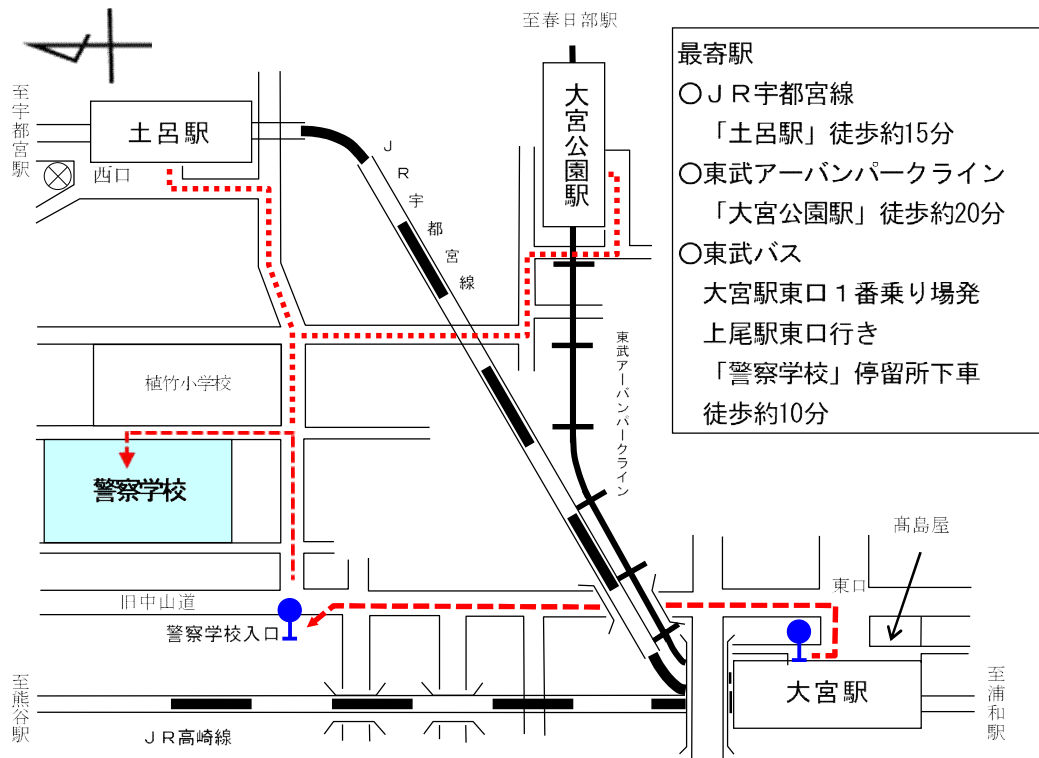 至春日部駅
最寄駅
○ＪＲ宇都宮線
「土呂駅」徒歩約15分
○東武アーバンパークライン
「大宮公園駅」徒歩約20分
○東武バス
大宮駅東口１番乗り場発
上尾駅東口行き
「警察学校」停留所下車
徒歩約10分
至宇都宮駅
土呂駅
西口
大宮公園駅
ＪＲ宇都宮線
東武アーバンパークライン
植竹小学校
警察学校
髙島屋
東口
旧中山道
警察学校入口
至熊谷駅
ＪＲ高崎線
大宮駅
至浦和駅